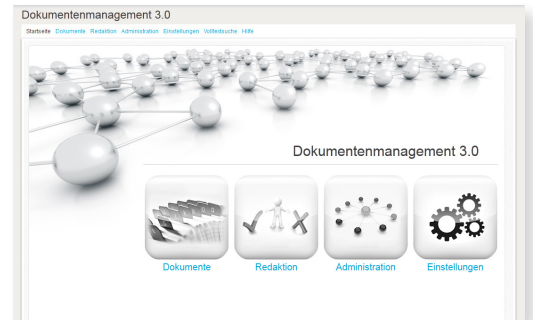 Dokumentenmanagement 3.0
Startseite Dokumente Redaktion Administration Einstellungen Volltextsuche Hilfe
Dokumentenmanagement 3.0
Dokumente Redaktion Administration Einstellungen